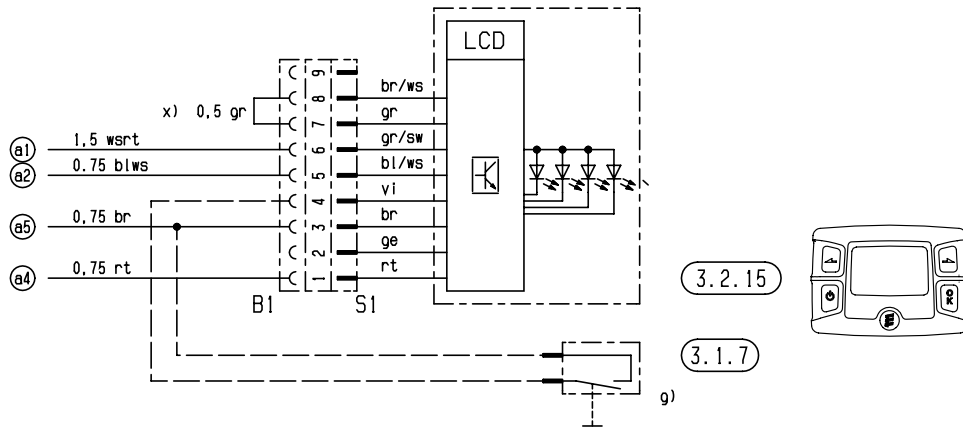 LCD
9
br/ws
8
x) 0,5 gr
gr
7
a1 1,5 wsrt
6
gr/sw
a2 0.75 blws
5
bl/ws
4
vi
a5 0,75 br
3
br
2
ge
a4 0,75 rt
1
rt
B1 S1
3.2.15
OK
3.1.7
g)